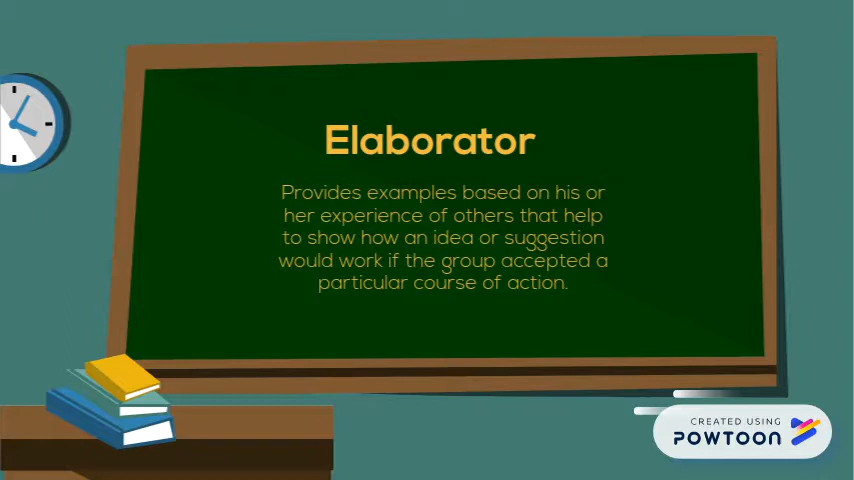 Elaborator
Provides examples based on his or
her experience of others that help
to show how an idea or suggestion
would work if the group accepted a
particular course of action.
CREATED USING
POWTOON